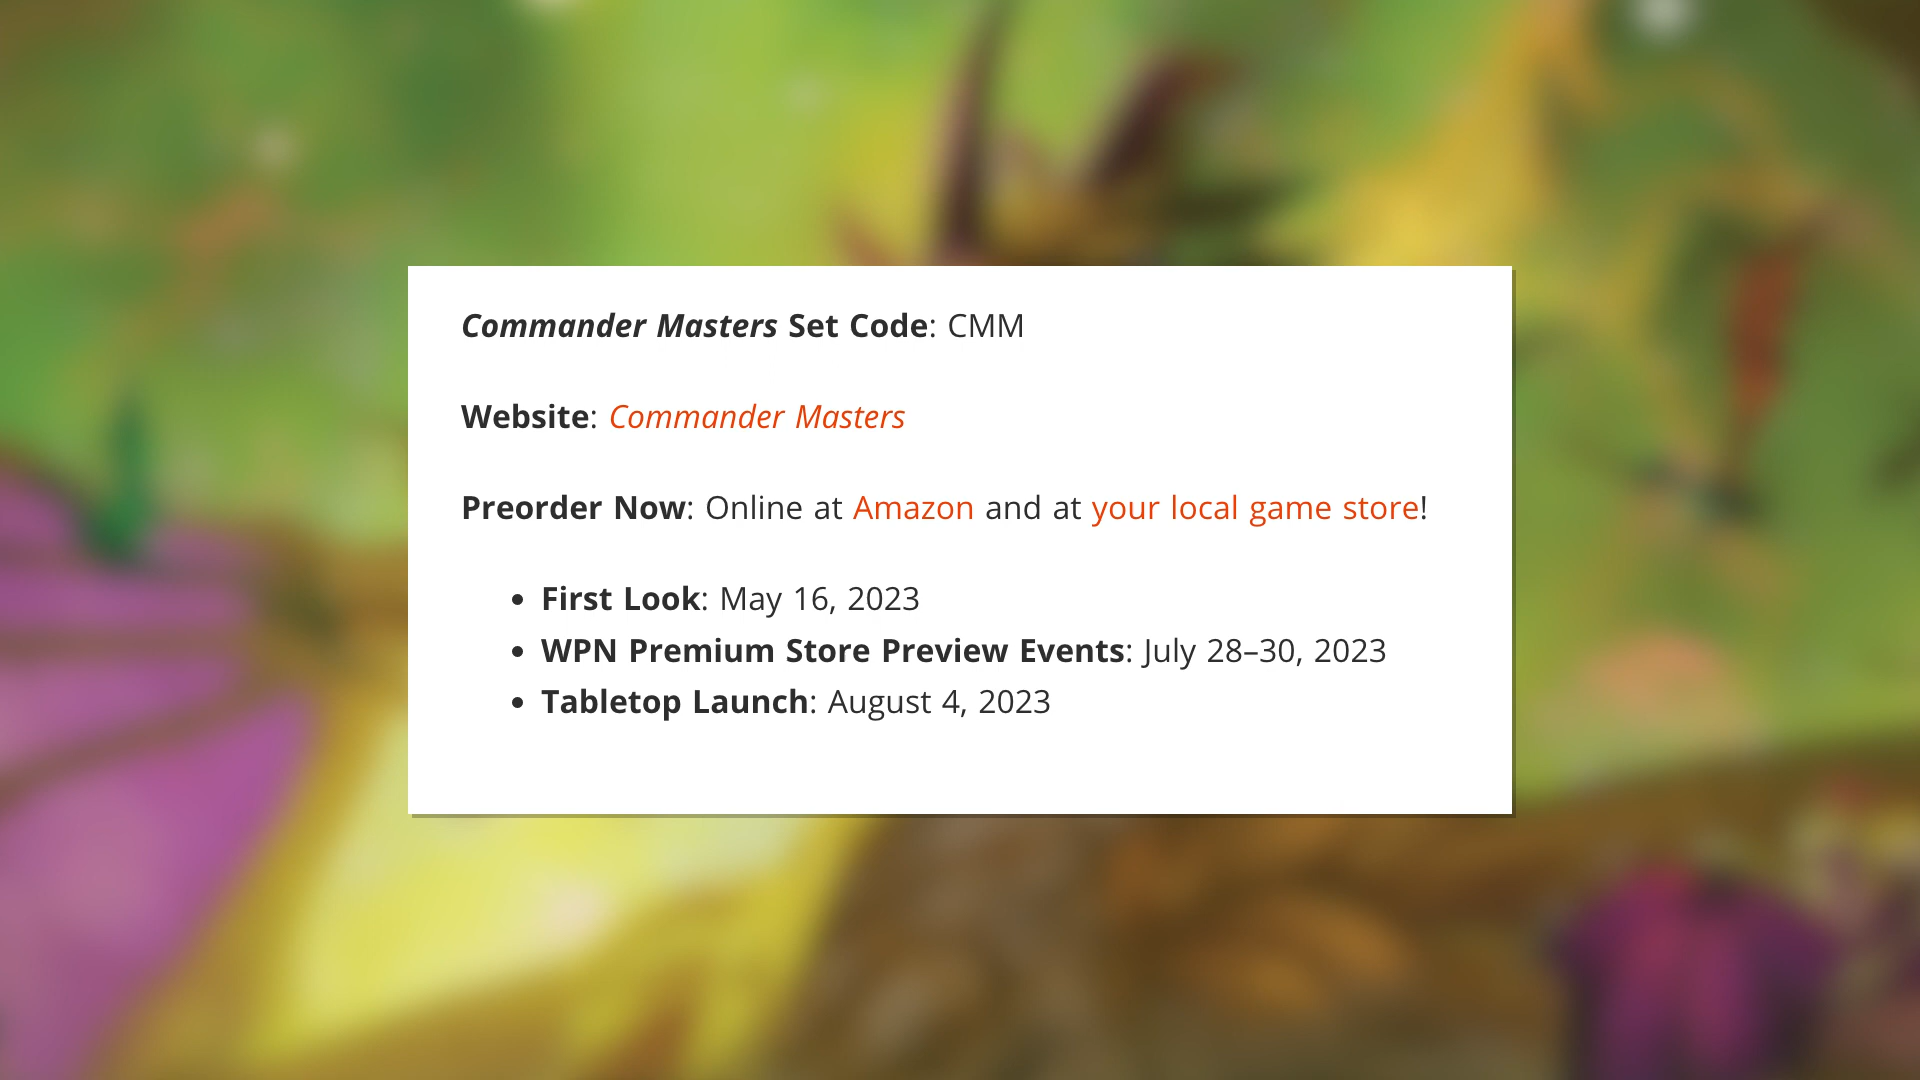 Commander Masters Set Code: CMM
Website: Commander Masters
Preorder Now: Online at Amazon and at your local game store!
• First Look: May 16, 2023
• WPN Premium Store Preview Events: July 28–30, 2023
• Tabletop Launch: August 4, 2023